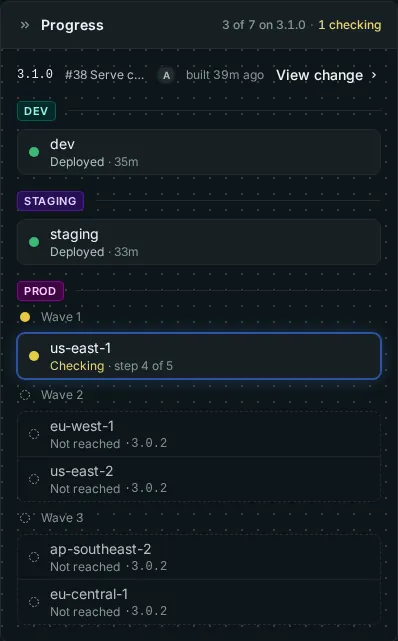 » Progress 3 of 7 on 3.1.0 · 1 checking
3.1.0 #38 Serve c... A built 39m ago View change ›
DEV
dev
Deployed · 35m
STAGING
staging
Deployed · 33m
PROD
Wave 1
us-east-1
Checking · step 4 of 5
Wave 2
eu-west-1
Not reached · 3.0.2
us-east-2
Not reached · 3.0.2
Wave 3
ap-southeast-2
Not reached · 3.0.2
eu-central-1
Not reached · 3.0.2